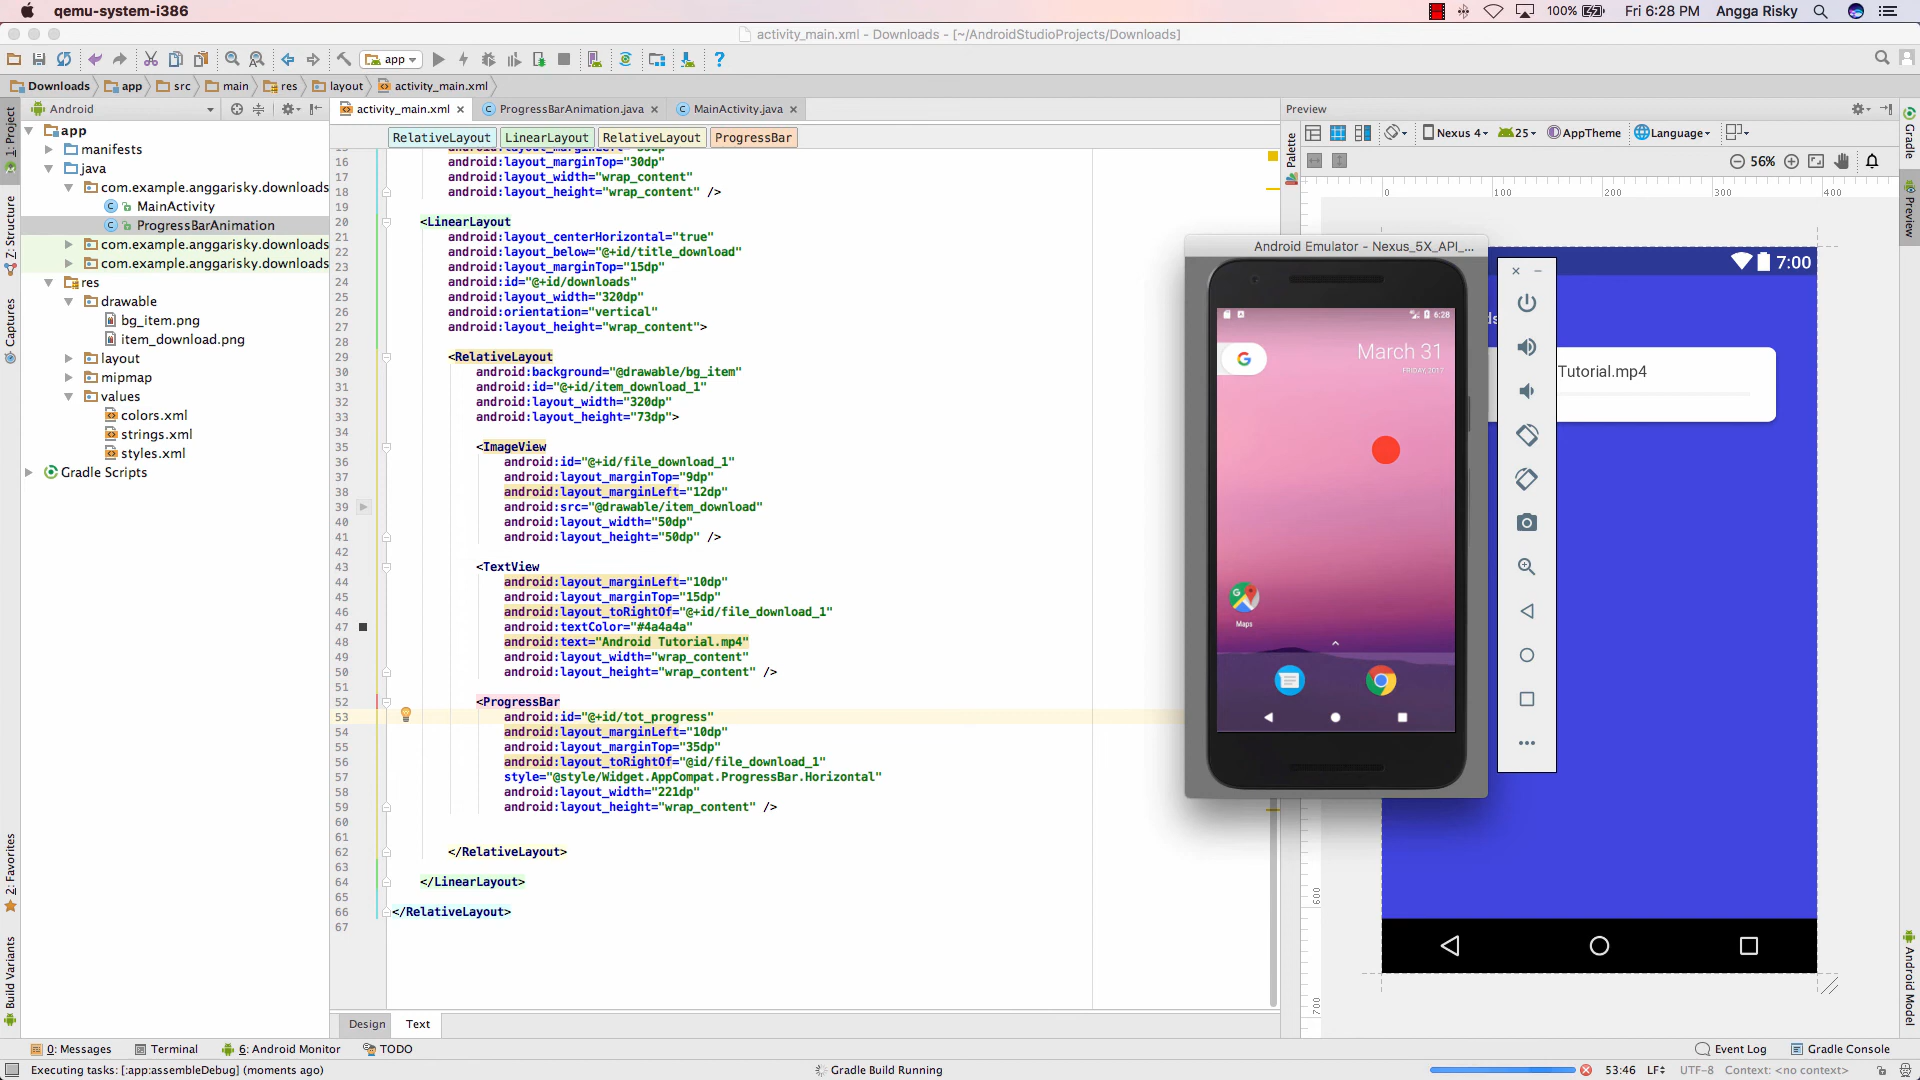 qemu-system-i386
100%
Fri 6:28 PM
Angga Risky
activity_main.xml - Downloads - [~/AndroidStudioProjects/Downloads]
app
Downloads
app
src
main
res
layout
activity_main.xml
Android
activity_main.xml
ProgressBarAnimation.java
MainActivity.java
Preview
1: Project
Z: Structure
Captures
2: Favorites
Build Variants
app
manifests
java
com.example.anggarisky.downloads
MainActivity
ProgressBarAnimation
com.example.anggarisky.downloads
com.example.anggarisky.downloads
res
drawable
bg_item.png
item_download.png
layout
mipmap
values
colors.xml
strings.xml
styles.xml
Gradle Scripts
RelativeLayout
LinearLayout
RelativeLayout
ProgressBar
16 android:layout_marginTop="30dp"
17 android:layout_width="wrap_content"
18 android:layout_height="wrap_content" />
19
20 <LinearLayout
21 android:layout_centerHorizontal="true"
22 android:layout_below="@+id/title_download"
23 android:layout_marginTop="15dp"
24 android:id="@+id/downloads"
25 android:layout_width="320dp"
26 android:orientation="vertical"
27 android:layout_height="wrap_content">
28
29 <RelativeLayout
30 android:background="@drawable/bg_item"
31 android:id="@+id/item_download_1"
32 android:layout_width="320dp"
33 android:layout_height="73dp">
34
35 <ImageView
36 android:id="@+id/file_download_1"
37 android:layout_marginTop="9dp"
38 android:layout_marginLeft="12dp"
39 android:src="@drawable/item_download"
40 android:layout_width="50dp"
41 android:layout_height="50dp" />
42
43 <TextView
44 android:layout_marginLeft="10dp"
45 android:layout_marginTop="15dp"
46 android:layout_toRightOf="@+id/file_download_1"
47 android:textColor="#4a4a4a"
48 android:text="Android Tutorial.mp4"
49 android:layout_width="wrap_content"
50 android:layout_height="wrap_content" />
51
52 <ProgressBar
53 android:id="@+id/tot_progress"
54 android:layout_marginLeft="10dp"
55 android:layout_marginTop="35dp"
56 android:layout_toRightOf="@id/file_download_1"
57 style="@style/Widget.AppCompat.ProgressBar.Horizontal"
58 android:layout_width="221dp"
59 android:layout_height="wrap_content" />
60
61
62 </RelativeLayout>
63
64 </LinearLayout>
65
66 </RelativeLayout>
67
Design
Text
Palette
Nexus 4
25
AppTheme
Language
56%
0 100 200 300 400
600
700
Android Emulator - Nexus_5X_API_...
6:28
G
March 31
FRIDAY, 2017
Maps
7:00
Tutorial.mp4
Gradle
Preview
Android Model
0: Messages
Terminal
6: Android Monitor
TODO
Event Log
Gradle Console
Executing tasks: [:app:assembleDebug] (moments ago)
Gradle Build Running
53:46
LF
UTF-8
Context: <no context>